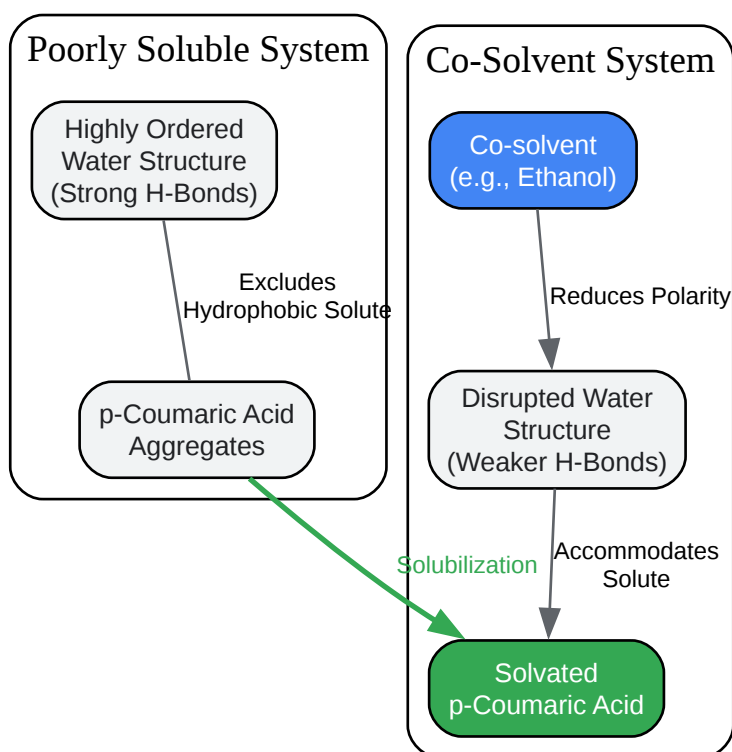 Poorly Soluble System
Highly Ordered
Water Structure
(Strong H-Bonds)
Excludes
Hydrophobic Solute
p-Coumaric Acid
Aggregates
Solubilization
Co-Solvent System
Co-solvent
(e.g., Ethanol)
Reduces Polarity
Disrupted Water
Structure
(Weaker H-Bonds)
Accommodates
Solute
Solvated
p-Coumaric Acid